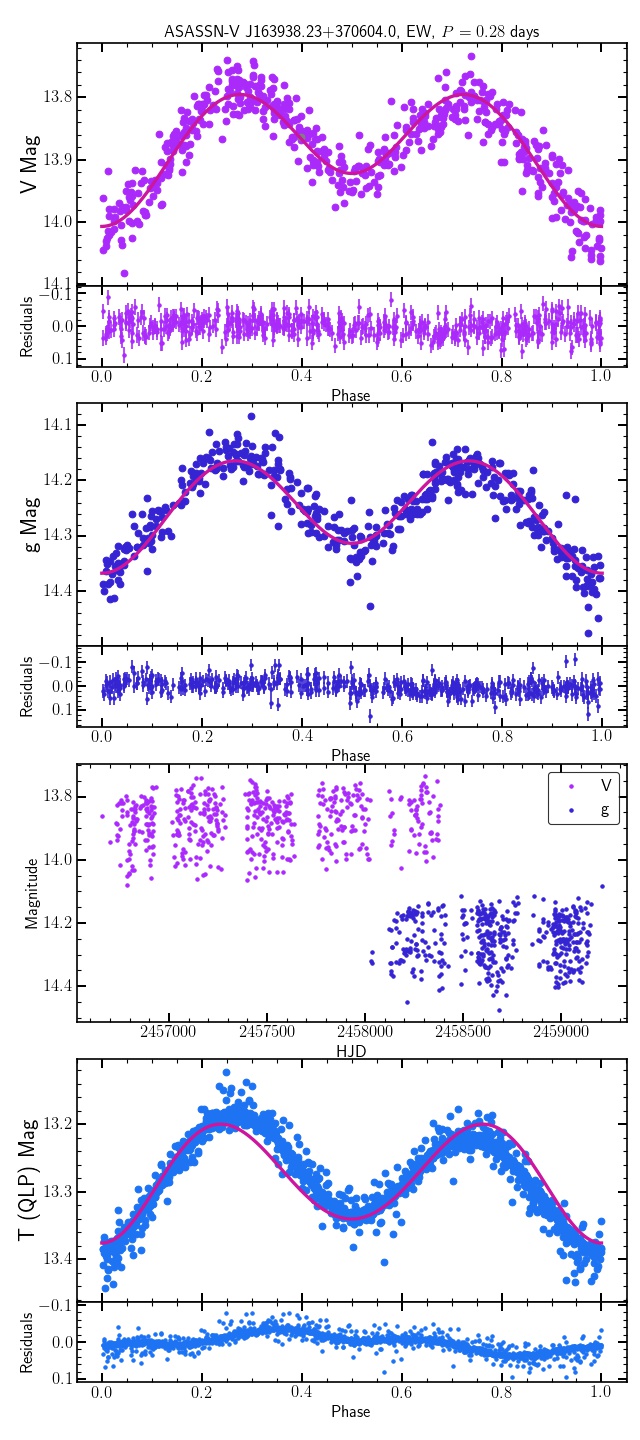 ASASSN-V J163938.23+370604.0, EW, P = 0.28 days
13.8
13.9
14.0
14.1
V Mag
−0.1
0.0
0.1
Residuals
0.0 0.2 0.4 0.6 0.8 1.0
Phase
14.1
14.2
14.3
14.4
g Mag
−0.1
0.0
0.1
Residuals
0.0 0.2 0.4 0.6 0.8 1.0
Phase
13.8
14.0
14.2
14.4
Magnitude
V
g
2457000 2457500 2458000 2458500 2459000
HJD
13.2
13.3
13.4
T (QLP) Mag
−0.1
0.0
0.1
Residuals
0.0 0.2 0.4 0.6 0.8 1.0
Phase